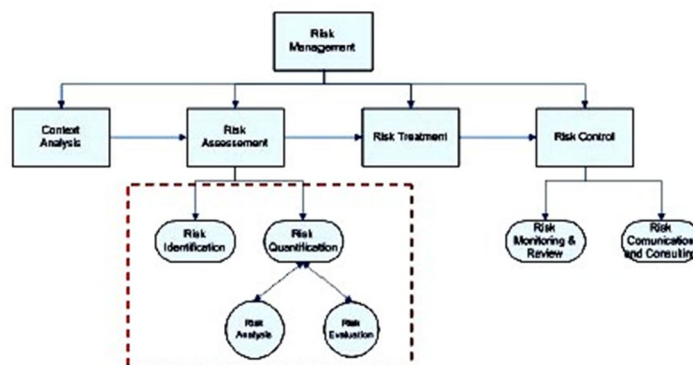 Risk
Management
Context
Analysis
Risk
Assessment
Risk Treatment
Risk Control
Risk
Identification
Risk
Quantification
Risk
Monitoring &
Review
Risk
Comunication
and Consulting
Risk
Analysis
Risk
Evaluation